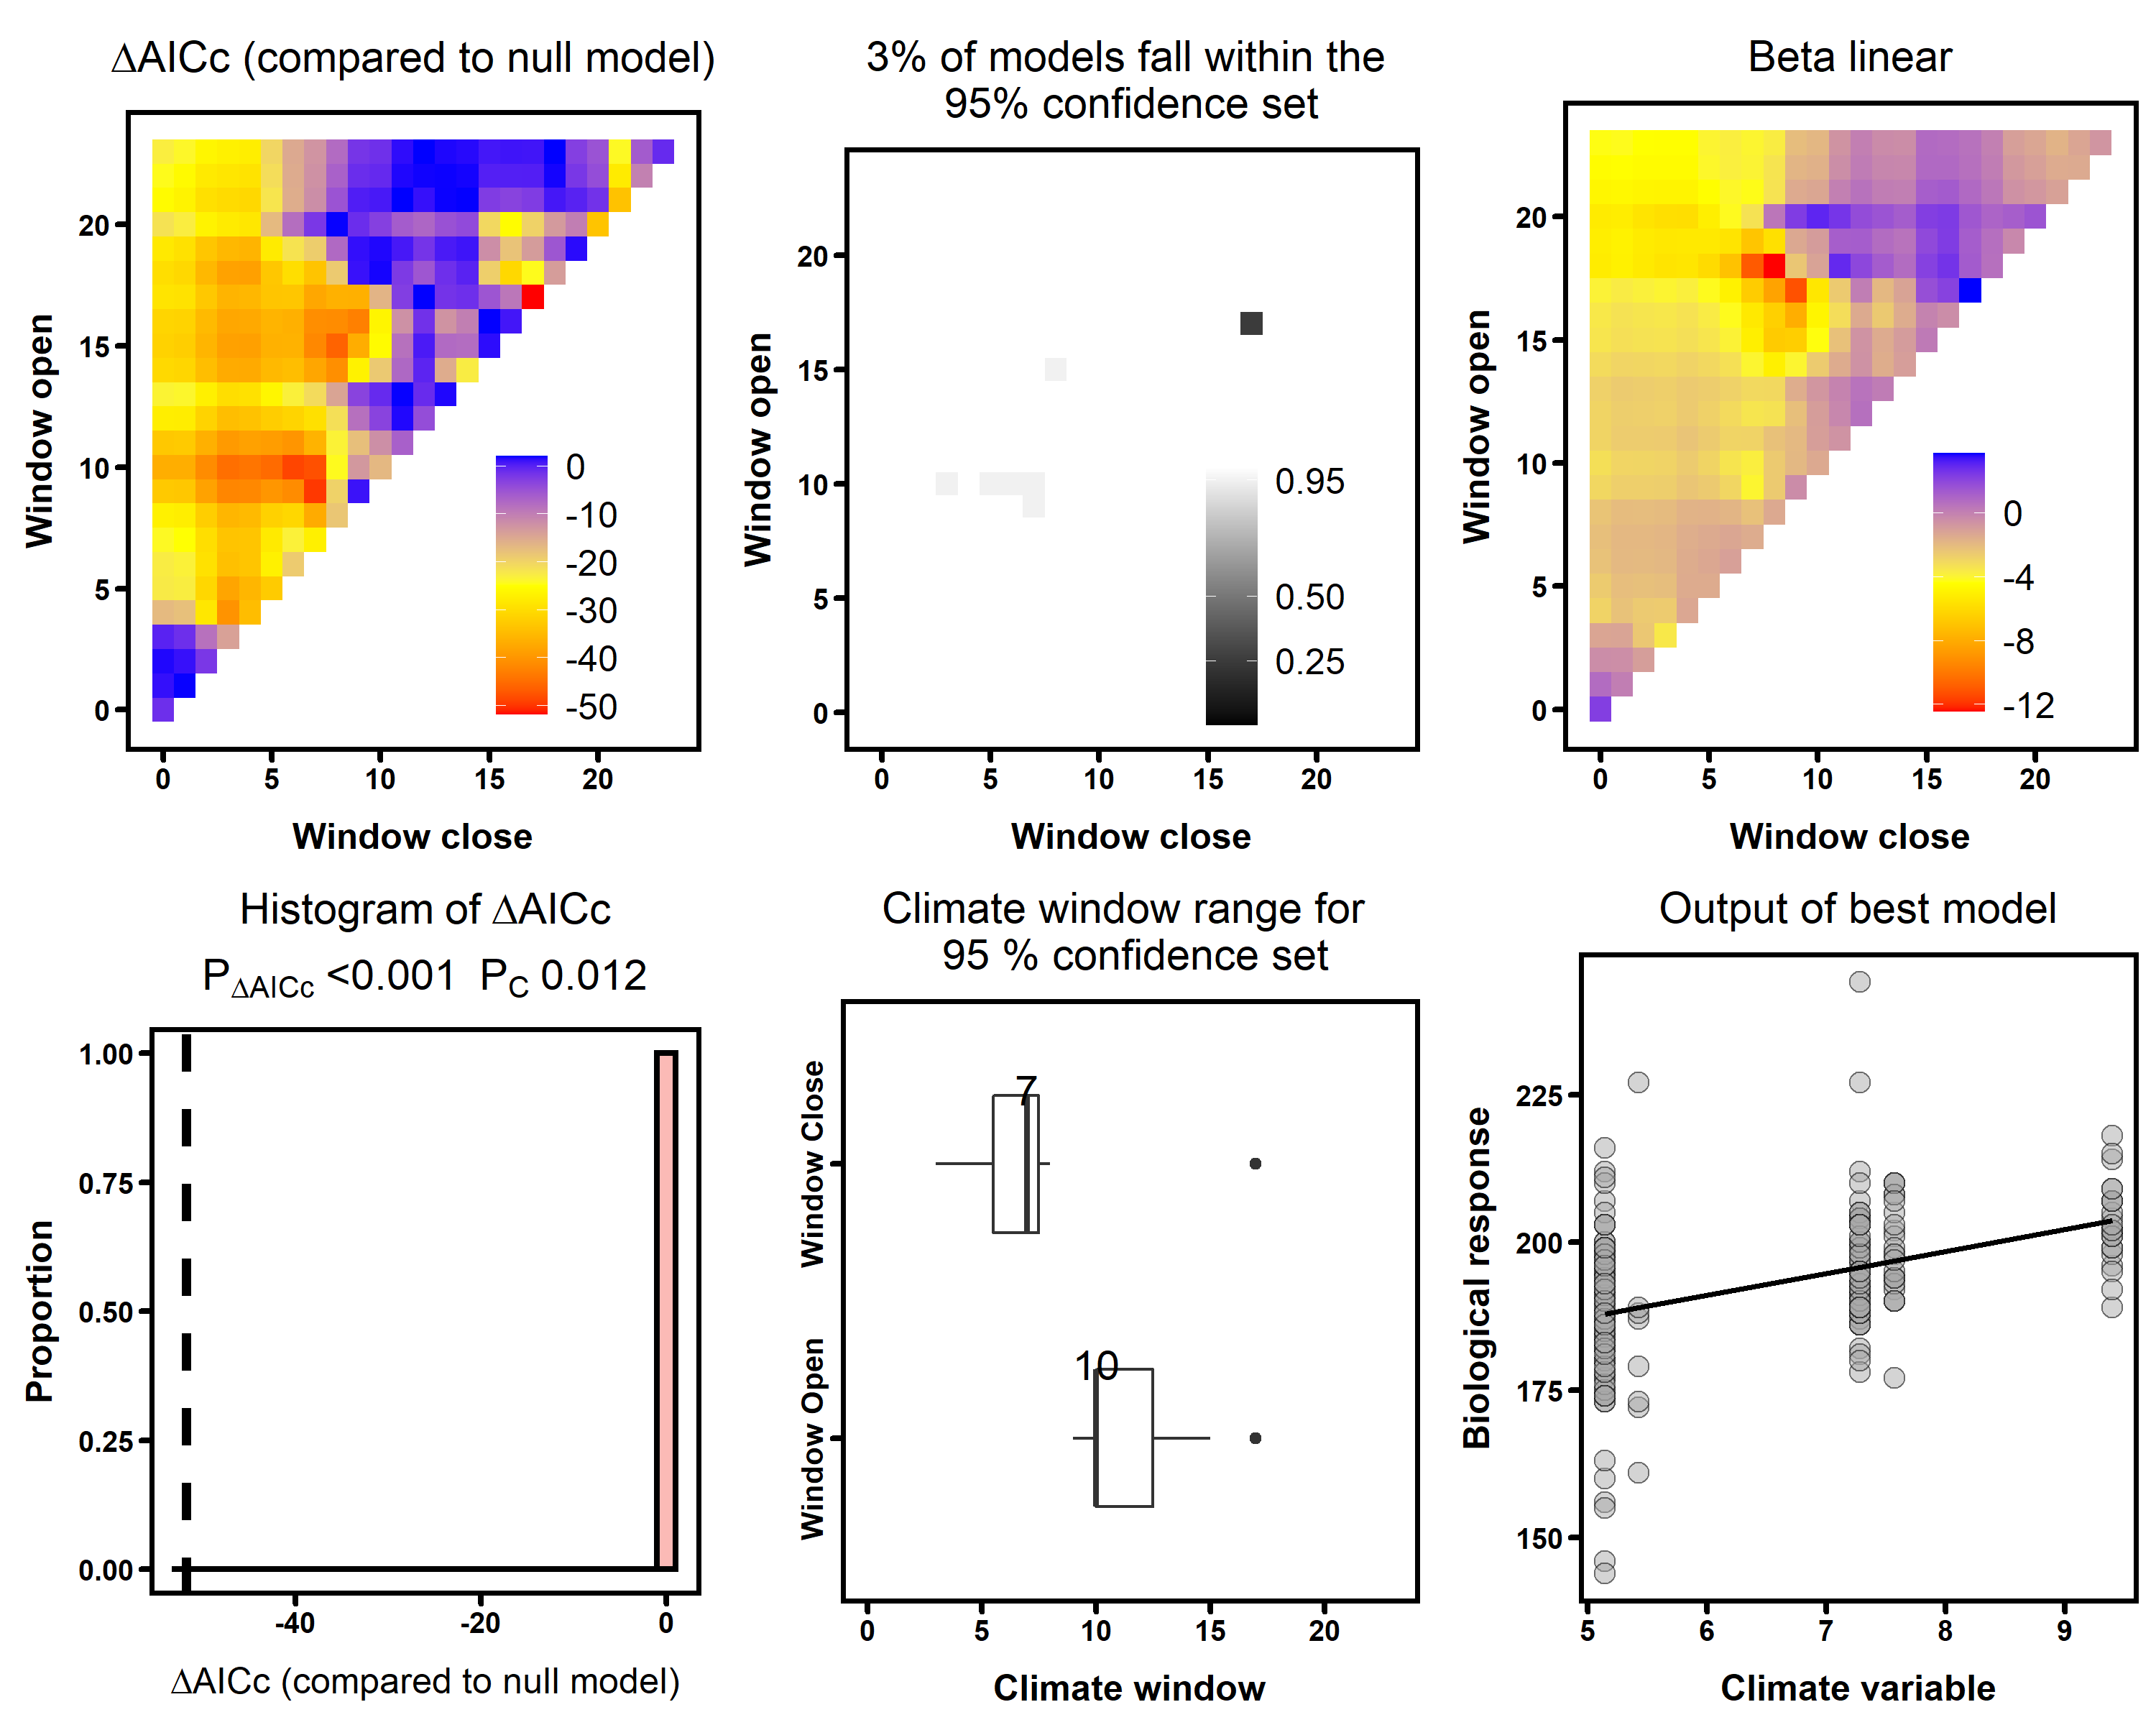 ΔAICc (compared to null model)
Window open
20
15
10
5
0
0
-10
-20
-30
-40
-50
0 5 10 15 20
Window close
3% of models fall within the
95% confidence set
Window open
20
15
10
5
0
0.95
0.50
0.25
0 5 10 15 20
Window close
Beta linear
Window open
20
15
10
5
0
0
-4
-8
-12
0 5 10 15 20
Window close
Histogram of ΔAICc
PΔAICc <0.001 PC 0.012
Proportion
1.00
0.75
0.50
0.25
0.00
-40 -20 0
ΔAICc (compared to null model)
Climate window range for
95 % confidence set
Window Close
7
Window Open
10
0 5 10 15 20
Climate window
Output of best model
Biological response
225
200
175
150
5 6 7 8 9
Climate variable